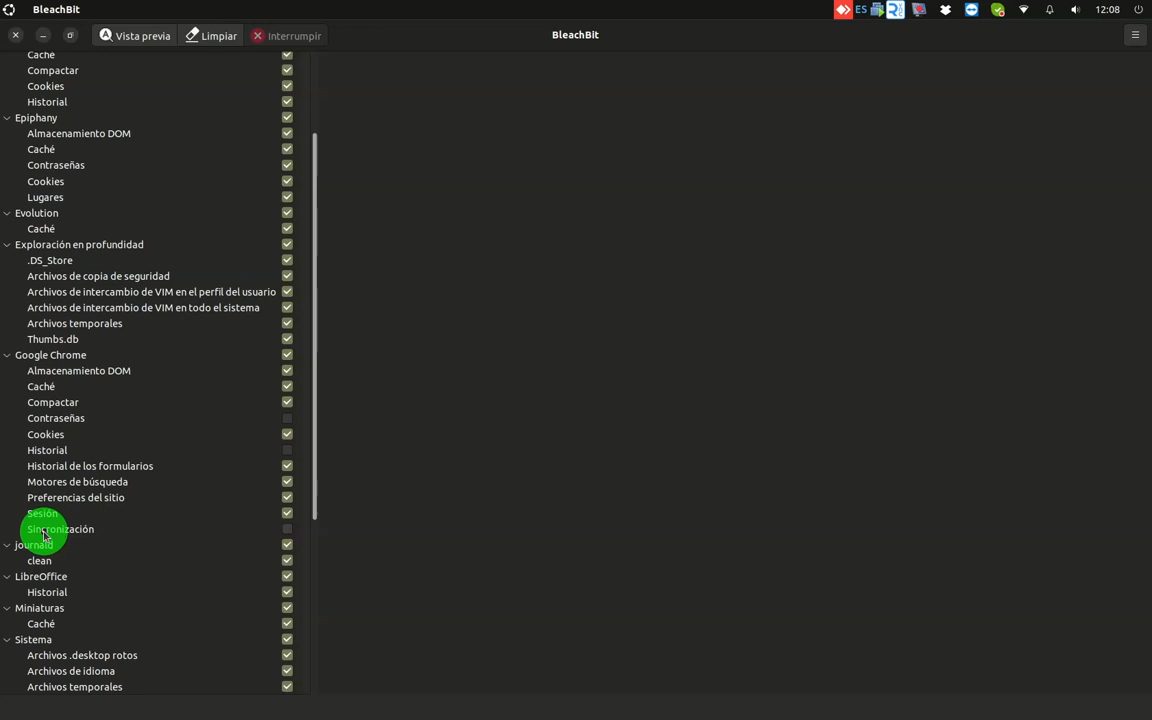 BleachBit
ES
12:08
Vista previa
Limpiar
Interrumpir
BleachBit
Caché
Compactar
Cookies
Historial
Epiphany
Almacenamiento DOM
Caché
Contraseñas
Cookies
Lugares
Evolution
Caché
Exploración en profundidad
.DS_Store
Archivos de copia de seguridad
Archivos de intercambio de VIM en el perfil del usuario
Archivos de intercambio de VIM en todo el sistema
Archivos temporales
Thumbs.db
Google Chrome
Almacenamiento DOM
Caché
Compactar
Contraseñas
Cookies
Historial
Historial de los formularios
Motores de búsqueda
Preferencias del sitio
Sesión
Sincronización
journald
clean
LibreOffice
Historial
Miniaturas
Caché
Sistema
Archivos .desktop rotos
Archivos de idioma
Archivos temporales